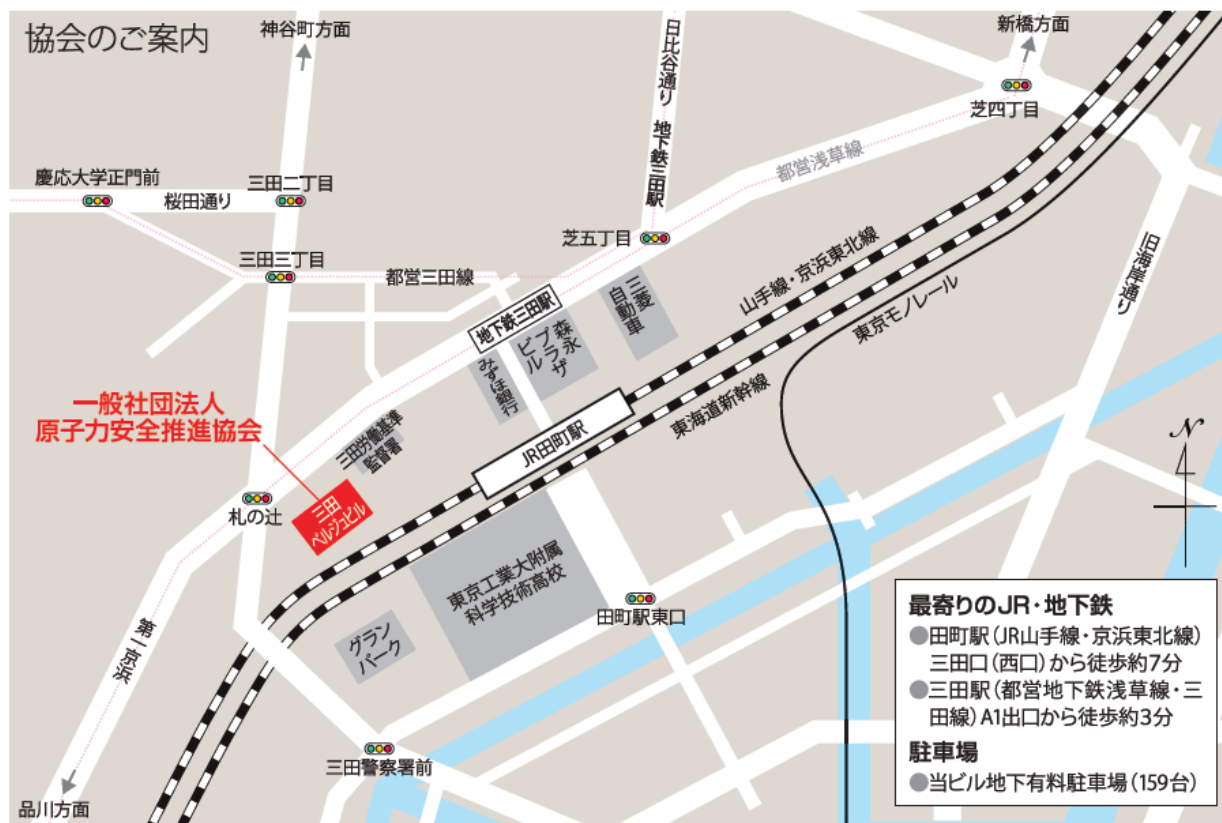 協会のご案内
神谷町方面
日比谷通り 地下鉄三田駅
新橋方面
芝四丁目
慶応大学正門前
桜田通り
三田二丁目
都営浅草線
芝五丁目
三田三丁目
都営三田線
地下鉄三田駅
三菱
自動車
山手線・京浜東北線
旧海岸通り
東京モノレール
森永
プラザ
ビル
みずほ銀行
東海道新幹線
一般社団法人
原子力安全推進協会
三田労働基準
監督署
JR田町駅
札の辻
三田
ベルジュビル
東京工業大附属
科学技術高校
田町駅東口
グラン
パーク
第一京浜
三田警察署前
品川方面
N
最寄りのJR・地下鉄
●田町駅(JR山手線・京浜東北線)
三田口(西口)から徒歩約7分
●三田駅(都営地下鉄浅草線・三
田線)A1出口から徒歩約3分
駐車場
●当ビル地下有料駐車場(159台)